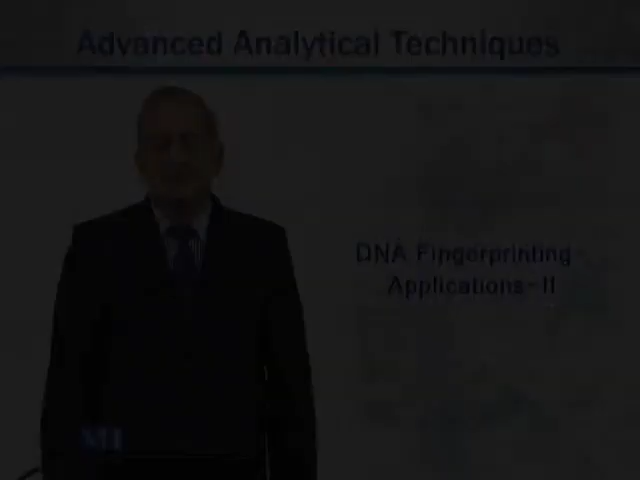 Advanced Analytical Techniques
DNA Fingerprinting-
Applications-II